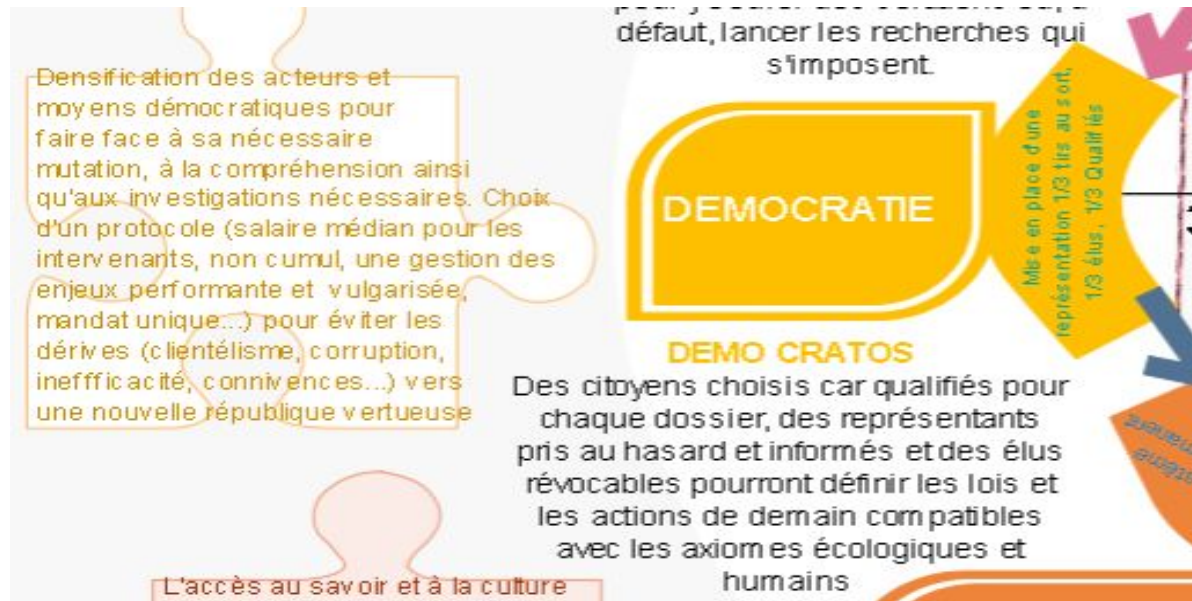 défaut, lancer les recherches qui
s'imposent.
Densification des acteurs et
moyens démocratiques pour
faire face à sa nécessaire
mutation, à la compréhension ainsi
qu'aux investigations nécessaires. Choix
d'un protocole (salaire médian pour les
intervenants, non cumul, une gestion des
enjeux performante et vulgarisée,
mandat unique...) pour éviter les
dérives (clientélisme, corruption,
ineffficacité, connivences...) vers
une nouvelle république vertueuse
DEMOCRATIE
Mise en place d'une
représentation 1/3 tirs au sort,
1/3 élus, 1/3 Qualifiés
DEMO CRATOS
Des citoyens choisis car qualifiés pour
chaque dossier, des représentants
pris au hasard et informés et des élus
révocables pourront définir les lois et
les actions de demain compatibles
avec les axiomes écologiques et
humains
L'accès au savoir et à la culture